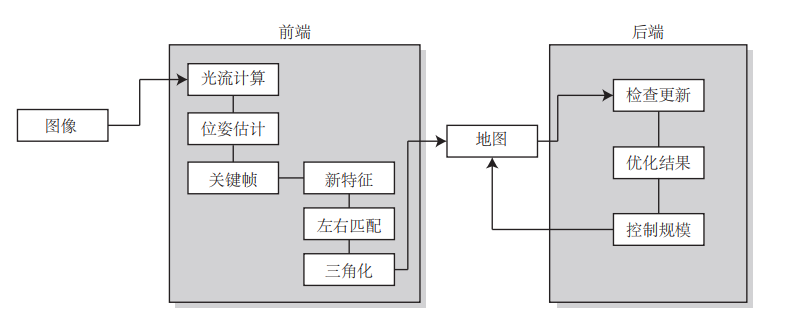 前端
后端
图像
光流计算
位姿估计
关键帧
新特征
左右匹配
三角化
地图
检查更新
优化结果
控制规模